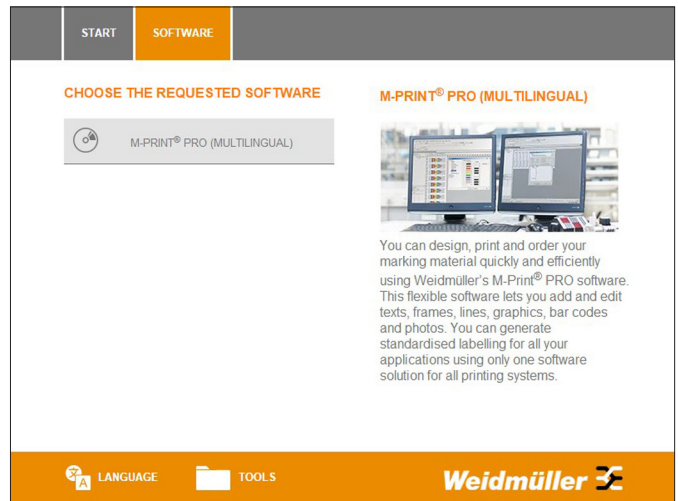 START
SOFTWARE
CHOOSE THE REQUESTED SOFTWARE
M-PRINT® PRO (MULTILINGUAL)
M-PRINT® PRO (MULTILINGUAL)
You can design, print and order your
marking material quickly and efficiently
using Weidmüller's M-Print® PRO software.
This flexible software lets you add and edit
texts, frames, lines, graphics, bar codes
and photos. You can generate
standardised labelling for all your
applications using only one software
solution for all printing systems.
LANGUAGE
TOOLS
Weidmüller